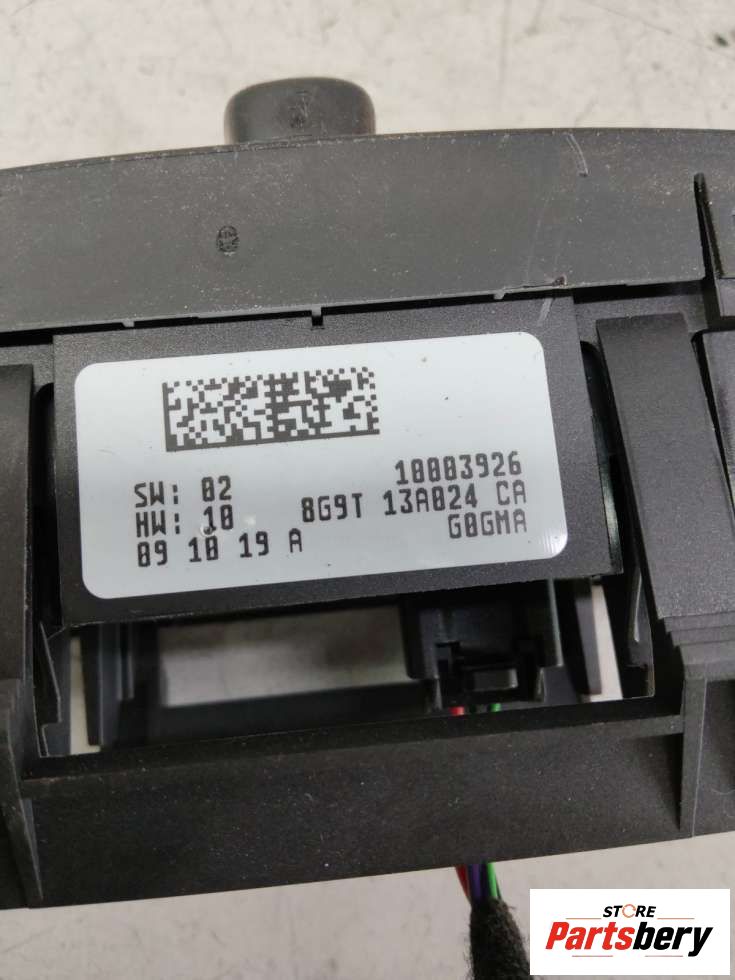 SW: 02 10003926
HW: 10 8G9T 13A024 CA
09 10 19 A G0GMA
STORE
Partsbery